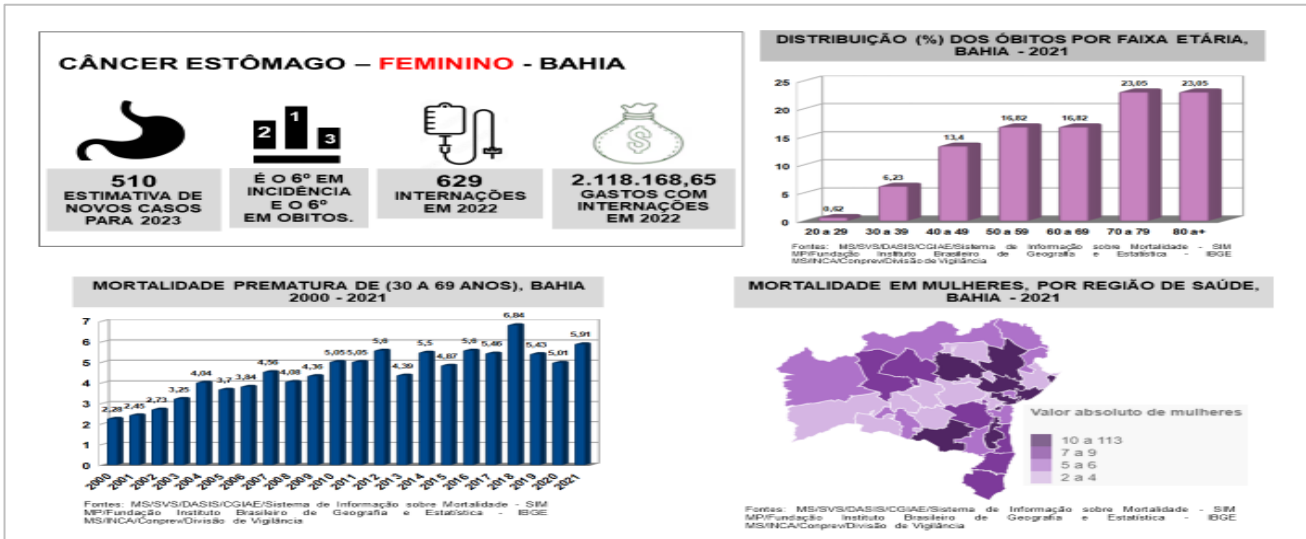 CÂNCER ESTÔMAGO – FEMININO - BAHIA
510
ESTIMATIVA DE
NOVOS CASOS
PARA 2023
2 1 3
É O 6º EM
INCIDÊNCIA
E O 6º
EM OBITOS.
629
INTERNAÇÕES
EM 2022
$
2.118.168,65
GASTOS COM
INTERNAÇÕES
EM 2022
DISTRIBUIÇÃO (%) DOS ÓBITOS POR FAIXA ETÁRIA,
BAHIA - 2021
25
20
15
10
5
0
0,62
6,23
13,4
16,82
16,82
23,05
23,05
20 a 29
30 a 39
40 a 49
50 a 59
60 a 69
70 a 79
80 a+
Fontes: MS/SVS/DASIS/CGIAE/Sistema de Informação sobre Mortalidade - SIM
MP/Fundação Instituto Brasileiro de Geografia e Estatística - IBGE
MS/INCA/Conprev/Divisão de Vigilância
MORTALIDADE PREMATURA DE (30 A 69 ANOS), BAHIA
2000 - 2021
7
6
5
4
3
2
1
0
2,28
2,45
2,73
3,25
4,04
3,7
3,84
4,56
4,08
4,36
5,05
5,05
5,6
4,39
5,5
4,87
5,6
5,46
6,84
5,43
5,01
5,91
2000
2001
2002
2003
2004
2005
2006
2007
2008
2009
2010
2011
2012
2013
2014
2015
2016
2017
2018
2019
2020
2021
Fontes: MS/SVS/DASIS/CGIAE/Sistema de Informação sobre Mortalidade - SIM
MP/Fundação Instituto Brasileiro de Geografia e Estatística - IBGE
MS/INCA/Conprev/Divisão de Vigilância
MORTALIDADE EM MULHERES, POR REGIÃO DE SAÚDE,
BAHIA - 2021
Valor absoluto de mulheres
10 a 113
7 a 9
5 a 6
2 a 4
Fontes: MS/SVS/DASIS/CGIAE/Sistema de Informação sobre Mortalidade - SIM
MP/Fundação Instituto Brasileiro de Geografia e Estatística - IBGE
MS/INCA/Conprev/Divisão de Vigilância